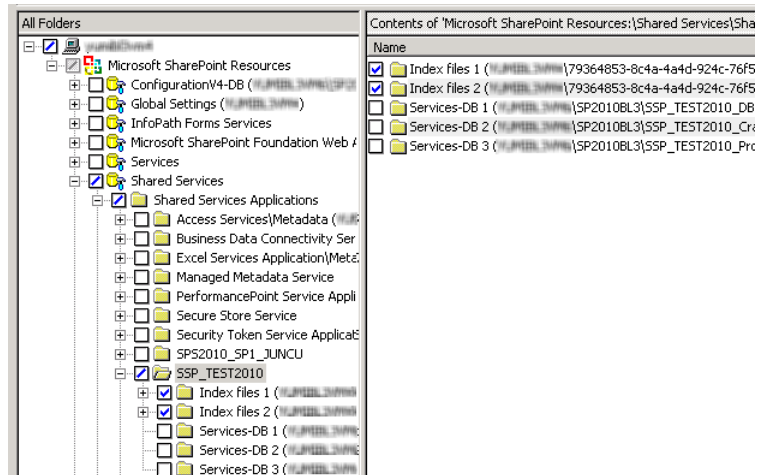 All Folders
Contents of 'Microsoft SharePoint Resources:\Shared Services\Sha
Name
Microsoft SharePoint Resources
ConfigurationV4-DB (
Global Settings ( )
InfoPath Forms Services
Microsoft SharePoint Foundation Web
Services
Shared Services
Shared Services Applications
Access Services\Metadata (
Business Data Connectivity Ser
Excel Services Application\Meta
Managed Metadata Service
PerformancePoint Service Appli
Secure Store Service
Security Token Service Applicat
SPS2010_SP1_JUNCU
SSP_TEST2010
Index files 1 (
Index files 2 (
Services-DB 1 (
Services-DB 2 (
Services-DB 3 (
Index files 1 ( \79364853-8c4a-4a4d-924c-76f5
Index files 2 ( \79364853-8c4a-4a4d-924c-76f5
Services-DB 1 ( \SP2010BL3\SSP_TEST2010_DB
Services-DB 2 ( \SP2010BL3\SSP_TEST2010_Cra
Services-DB 3 ( \SP2010BL3\SSP_TEST2010_Pro